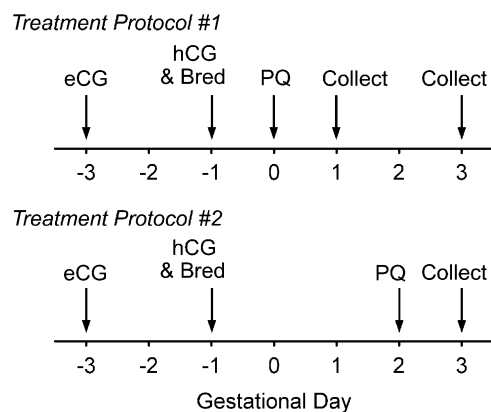 Treatment Protocol #1
hCG
eCG & Bred PQ Collect Collect
-3 -2 -1 0 1 2 3
Treatment Protocol #2
hCG
eCG & Bred PQ Collect
-3 -2 -1 0 1 2 3
Gestational Day